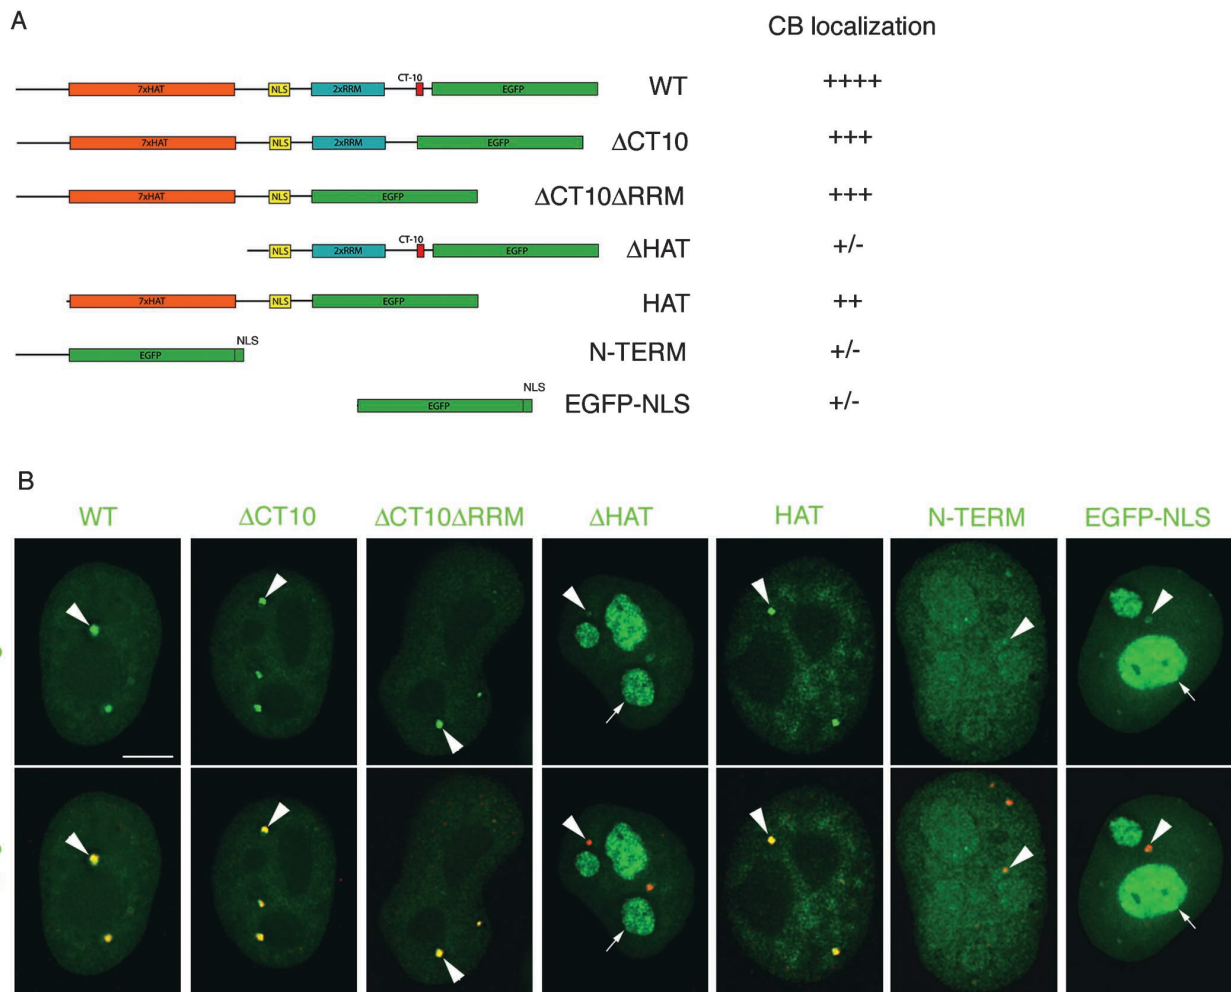 A
CB localization
7xHAT NLS 2xRRM CT-10 EGFP WT ++++
7xHAT NLS 2xRRM EGFP ΔCT10 +++
7xHAT NLS EGFP ΔCT10ΔRRM +++
NLS 2xRRM CT-10 EGFP ΔHAT +/-
7xHAT NLS EGFP HAT ++
EGFP NLS N-TERM +/-
EGFP NLS EGFP-NLS +/-
B
WT ΔCT10 ΔCT10ΔRRM ΔHAT HAT N-TERM EGFP-NLS